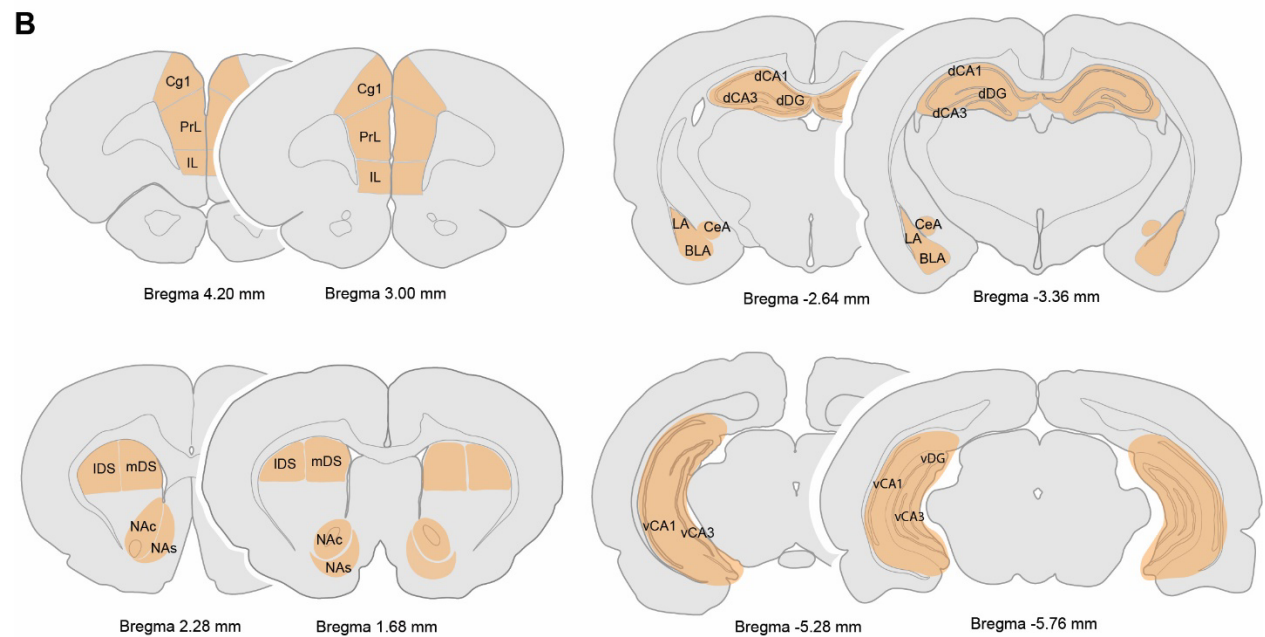 B
Cg1
PrL
IL
Cg1
PrL
IL
Bregma 4.20 mm
Bregma 3.00 mm
dCA1
dCA3
dDG
LA
CeA
BLA
dCA1
dDG
dCA3
CeA
LA
BLA
Bregma -2.64 mm
Bregma -3.36 mm
lDS
mDS
NAc
NAs
lDS
mDS
NAc
NAs
Bregma 2.28 mm
Bregma 1.68 mm
vCA1
vCA3
vDG
vCA1
vCA3
Bregma -5.28 mm
Bregma -5.76 mm